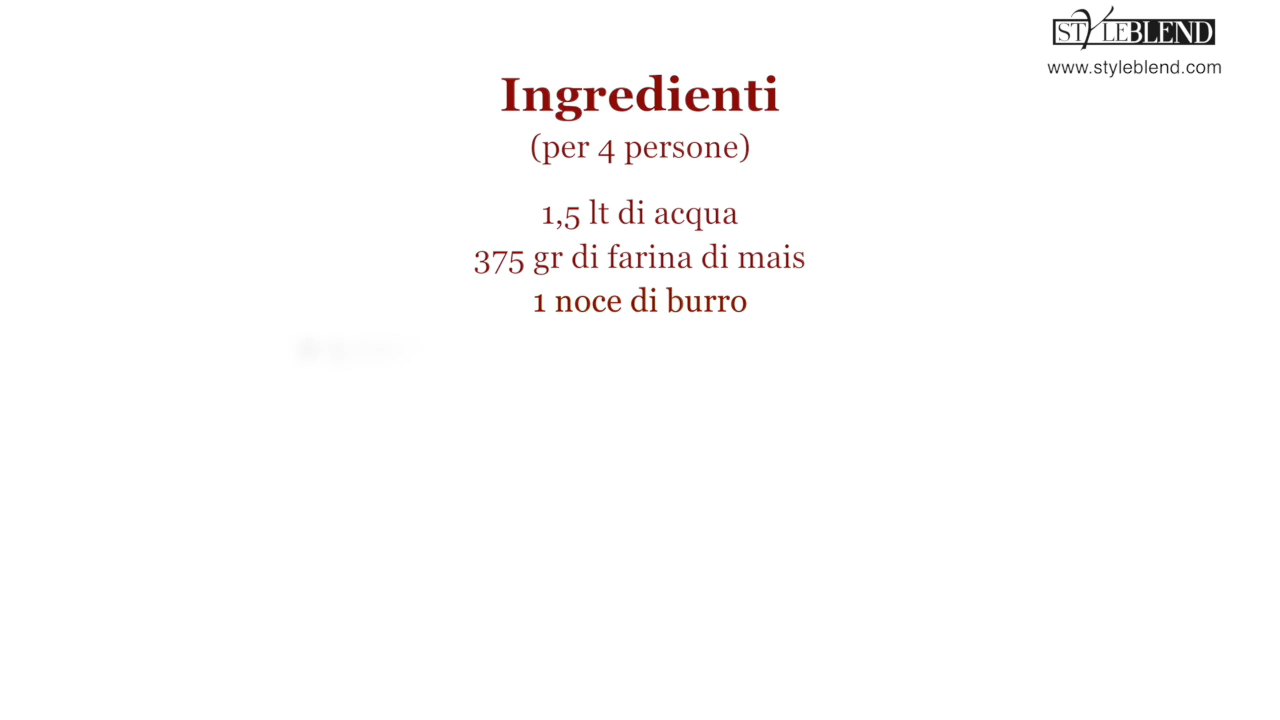 STYLEBLEND
www.styleblend.com
Ingredienti
(per 4 persone)
1,5 lt di acqua
375 gr di farina di mais
1 noce di burro